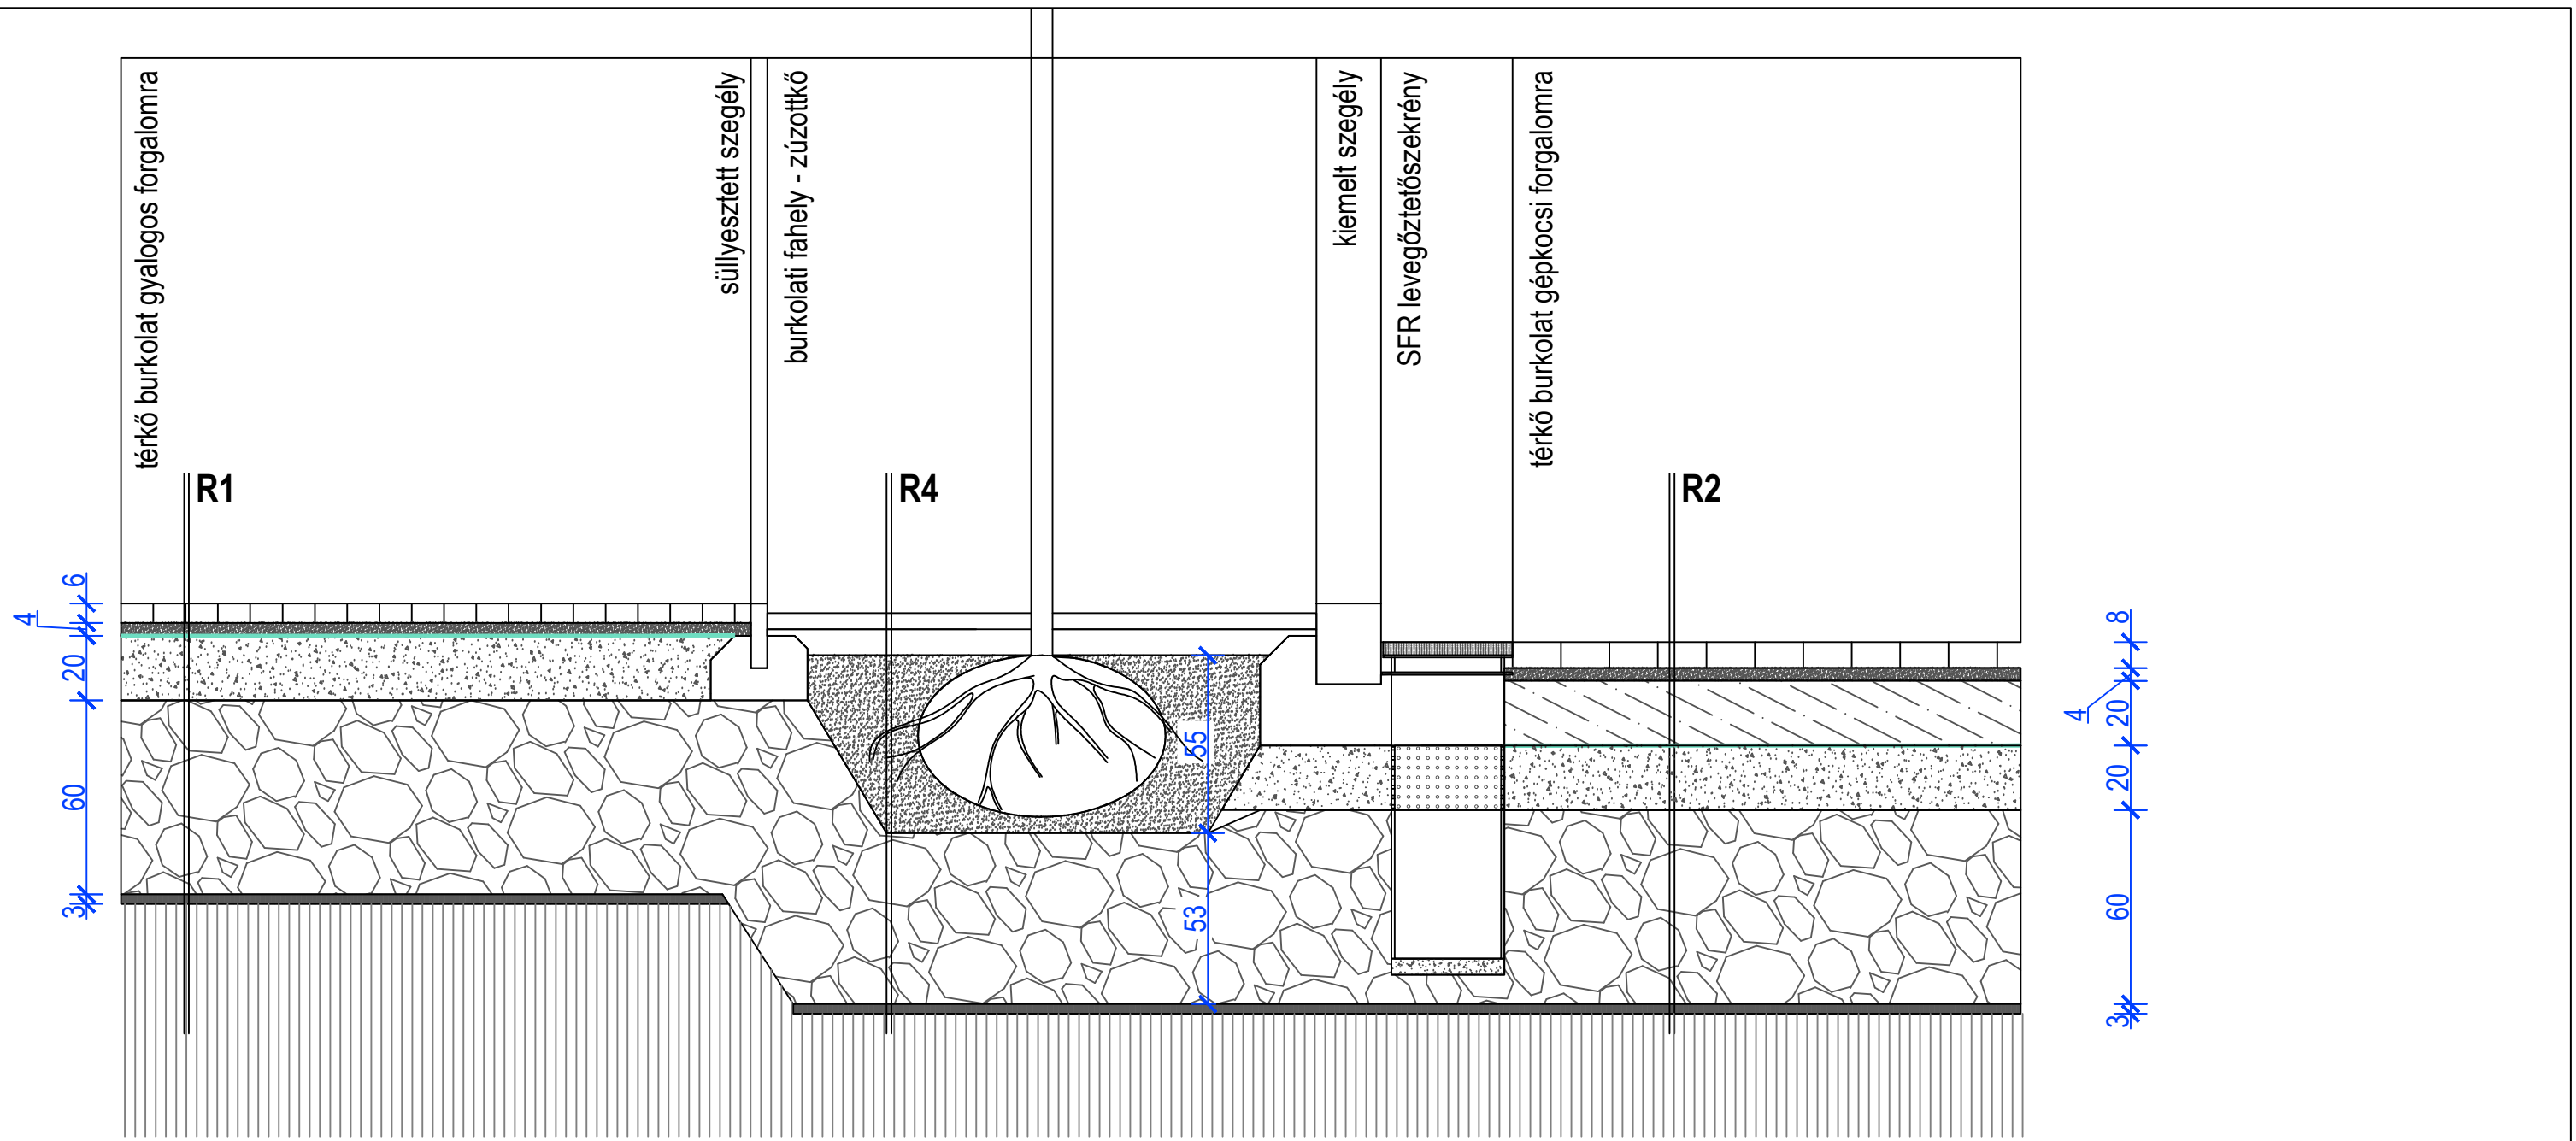 térkő burkolat gyalogos forgalomra
süllyesztett szegély
burkolati fahely - zúzottkő
kiemelt szegély
SFR levegőztetőszekrény
térkő burkolat gépkocsi forgalomra
R1
R4
R2
6
4
20
60
3
55
53
8
4
20
20
60
3